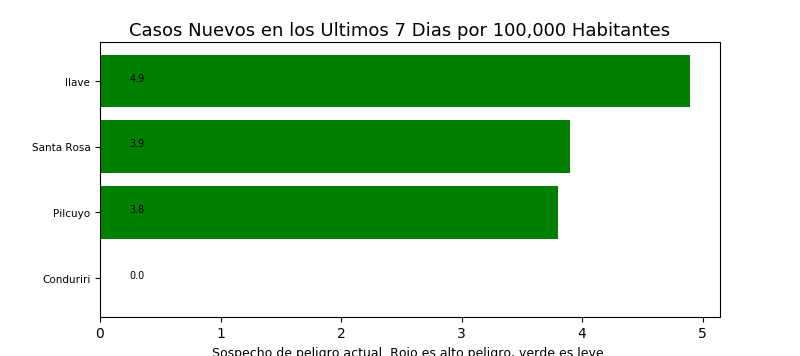 Casos Nuevos en los Ultimos 7 Dias por 100,000 Habitantes
Ilave
4.9
Santa Rosa
3.9
Pilcuyo
3.8
Conduriri
0.0
0 1 2 3 4 5
Sospecho de peligro actual. Rojo es alto peligro, verde es leve